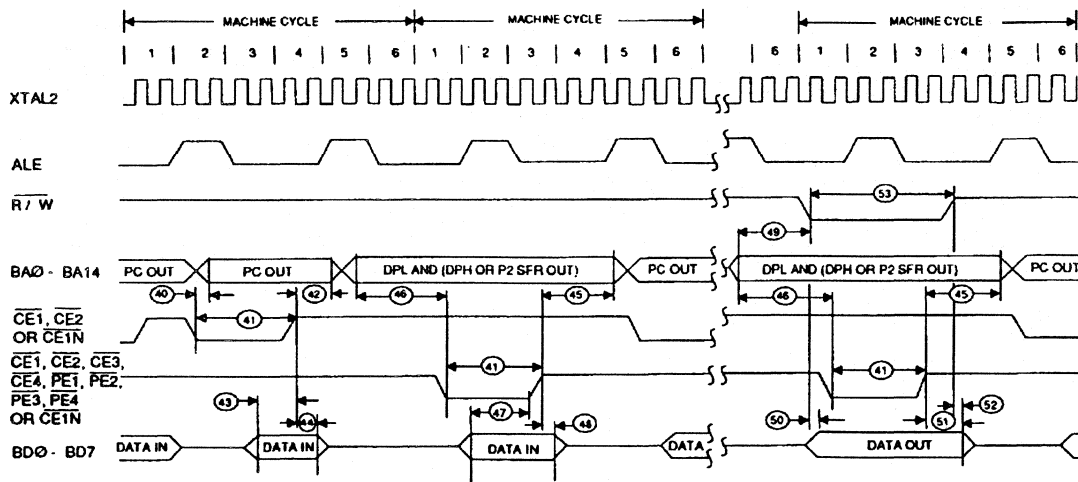 MACHINE CYCLE MACHINE CYCLE MACHINE CYCLE
1 2 3 4 5 6 1 2 3 4 5 6 6 1 2 3 4 5 6
XTAL2
ALE
R / W 53
49
BAØ - BA14 PC OUT PC OUT DPL AND (DPH OR P2 SFR OUT) PC OUT DPL AND (DPH OR P2 SFR OUT) PC OUT
40 42 46 45 46 45
CE1, CE2 41
OR CE1N
CE1, CE2, CE3,
CE4, PE1, PE2, 41 41
PE3, PE4 43 47
OR CE1N 44 48 50 51 52
BDØ - BD7 DATA IN DATA IN DATA IN DATA DATA OUT